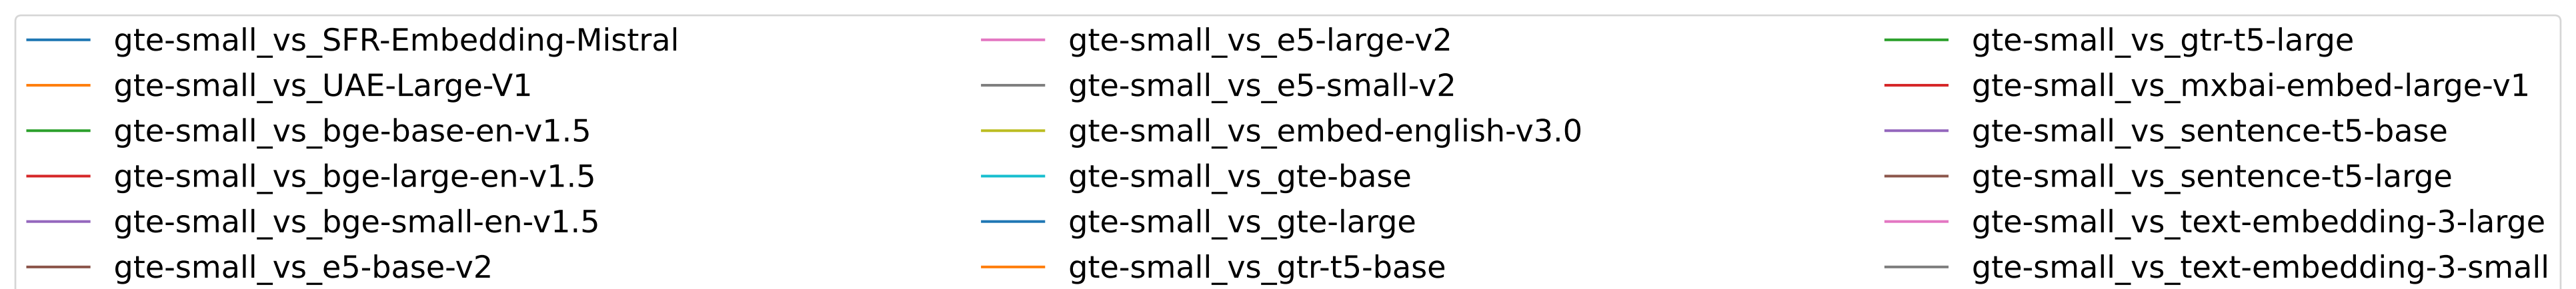 gte-small_vs_SFR-Embedding-Mistral
gte-small_vs_UAE-Large-V1
gte-small_vs_bge-base-en-v1.5
gte-small_vs_bge-large-en-v1.5
gte-small_vs_bge-small-en-v1.5
gte-small_vs_e5-base-v2
gte-small_vs_e5-large-v2
gte-small_vs_e5-small-v2
gte-small_vs_embed-english-v3.0
gte-small_vs_gte-base
gte-small_vs_gte-large
gte-small_vs_gtr-t5-base
gte-small_vs_gtr-t5-large
gte-small_vs_mxbai-embed-large-v1
gte-small_vs_sentence-t5-base
gte-small_vs_sentence-t5-large
gte-small_vs_text-embedding-3-large
gte-small_vs_text-embedding-3-small